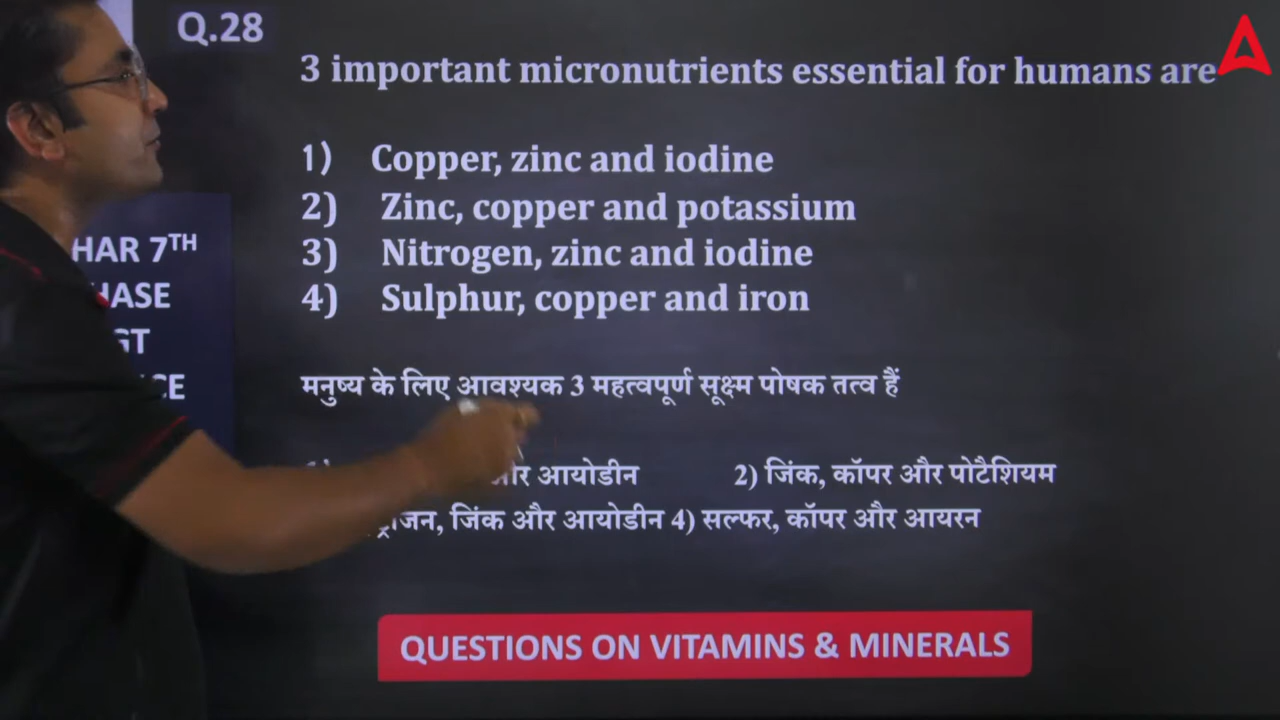 Q.28
3 important micronutrients essential for humans are
1) Copper, zinc and iodine
2) Zinc, copper and potassium
3) Nitrogen, zinc and iodine
4) Sulphur, copper and iron
HAR 7TH
HASE
GT
CE
मनुष्य के लिए आवश्यक 3 महत्वपूर्ण सूक्ष्म पोषक तत्व हैं
और आयोडीन 2) जिंक, कॉपर और पोटैशियम
जिंक और आयोडीन 4) सल्फर, कॉपर और आयरन
QUESTIONS ON VITAMINS & MINERALS